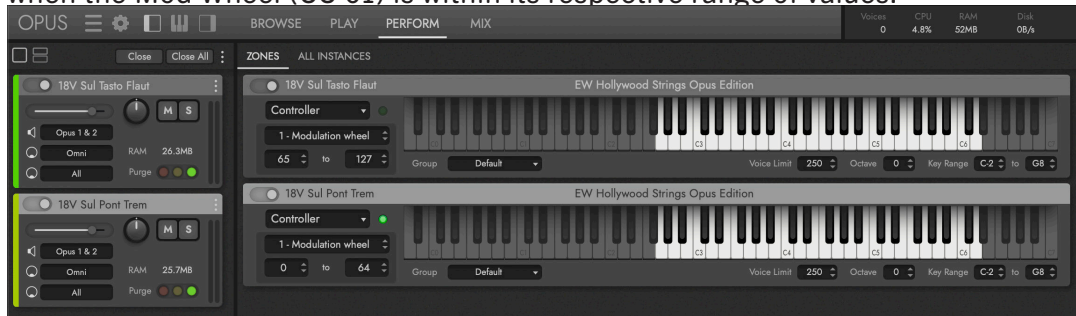 when the Mod Wheel (CC 01) is within its respective range of values.
OPUS BROWSE PLAY PERFORM MIX Voices CPU RAM Disk
0 4.8% 52MB 0B/s
Close Close All ZONES ALL INSTANCES
18V Sul Tasto Flaut
M S
Opus 1 & 2
Omni RAM 26.3MB
All Purge
18V Sul Pont Trem
M S
Opus 1 & 2
Omni RAM 25.7MB
All Purge
18V Sul Tasto Flaut EW Hollywood Strings Opus Edition
Controller
1 - Modulation wheel
C3 C4 C5 C6
65 to 127 Group Default Voice Limit 250 Octave 0 Key Range C-2 to G8
18V Sul Pont Trem EW Hollywood Strings Opus Edition
Controller
1 - Modulation wheel
C3 C4 C5 C6
0 to 64 Group Default Voice Limit 250 Octave 0 Key Range C-2 to G8